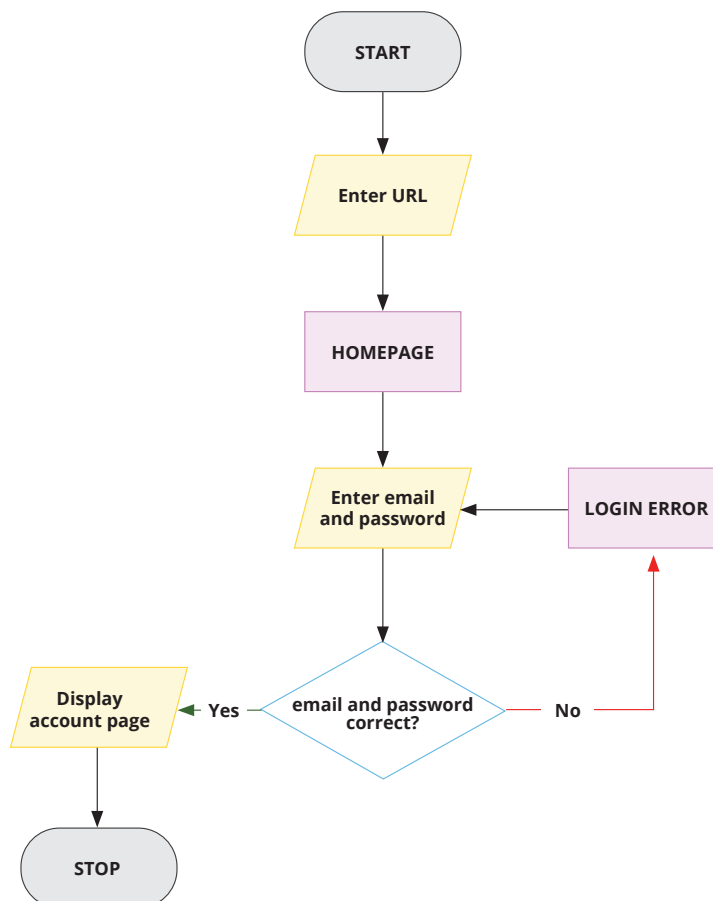 START
Enter URL
HOMEPAGE
Enter email
and password
LOGIN ERROR
email and password
correct?
Yes
No
Display
account page
STOP